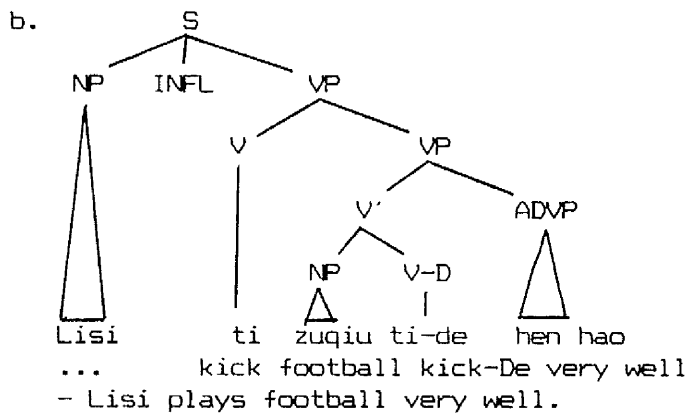 b. S
NP INFL VP
V VP
V' ADVP
NP V-D
Lisi ti zuqiu ti-de hen hao
... kick football kick-De very well
- Lisi plays football very well.